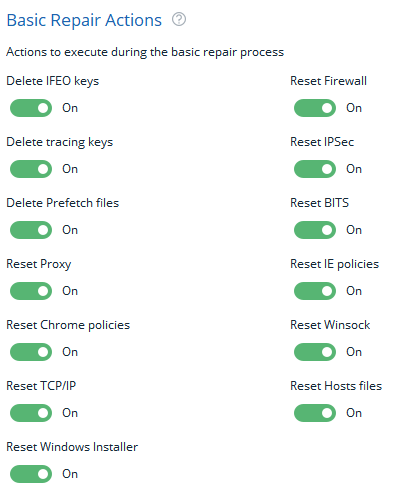 Basic Repair Actions ?
Actions to execute during the basic repair process
Delete IFEO keys
On
Reset Firewall
On
Delete tracing keys
On
Reset IPSec
On
Delete Prefetch files
On
Reset BITS
On
Reset Proxy
On
Reset IE policies
On
Reset Chrome policies
On
Reset Winsock
On
Reset TCP/IP
On
Reset Hosts files
On
Reset Windows Installer
On